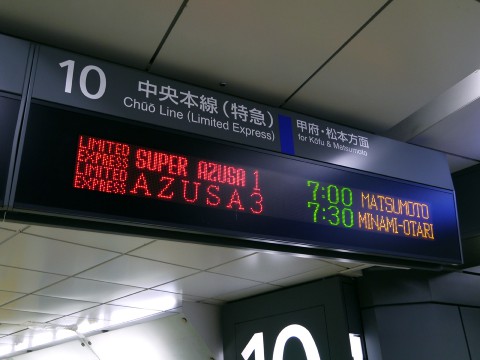 10 中央本線（特急） 甲府・松本方面
Chūō Line (Limited Express) for Kōfu & Matsumoto
LIMITED EXPRESS SUPER AZUSA 1 7:00 MATSUMOTO
LIMITED EXPRESS AZUSA 3 7:30 MINAMI-OTARI
10